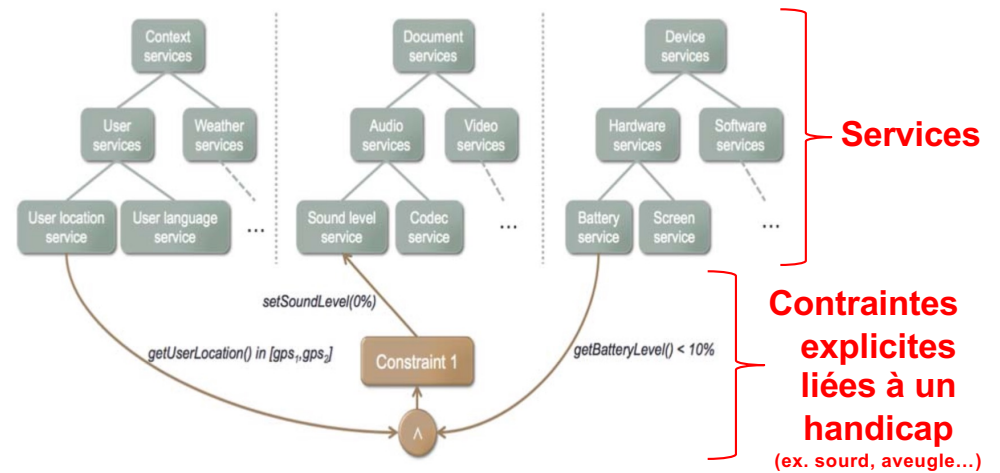 Context
services
Document
services
Device
services
User
services
Weather
services
Audio
services
Video
services
Hardware
services
Software
services
Services
User location
service
User language
service
...
Sound level
service
Codec
service
...
Battery
service
Screen
service
...
setSoundLevel(0%)
getUserLocation() in [gps₁,gps₂]
Constraint 1
getBatteryLevel() < 10%
∧
Contraintes
explicites
liées à un
handicap
(ex. sourd, aveugle...)